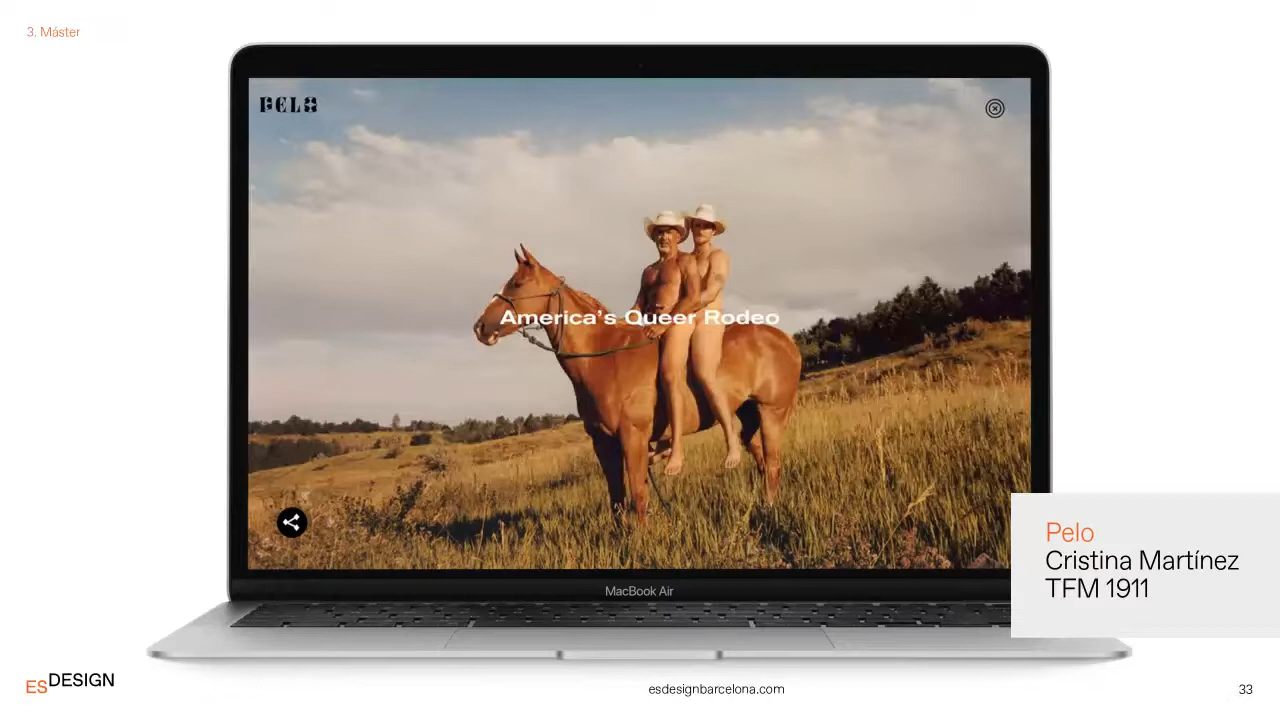 3. Máster
PELO
America's Queer Rodeo
MacBook Air
Pelo
Cristina Martínez
TFM 1911
ESDESIGN
esdesignbarcelona.com
33